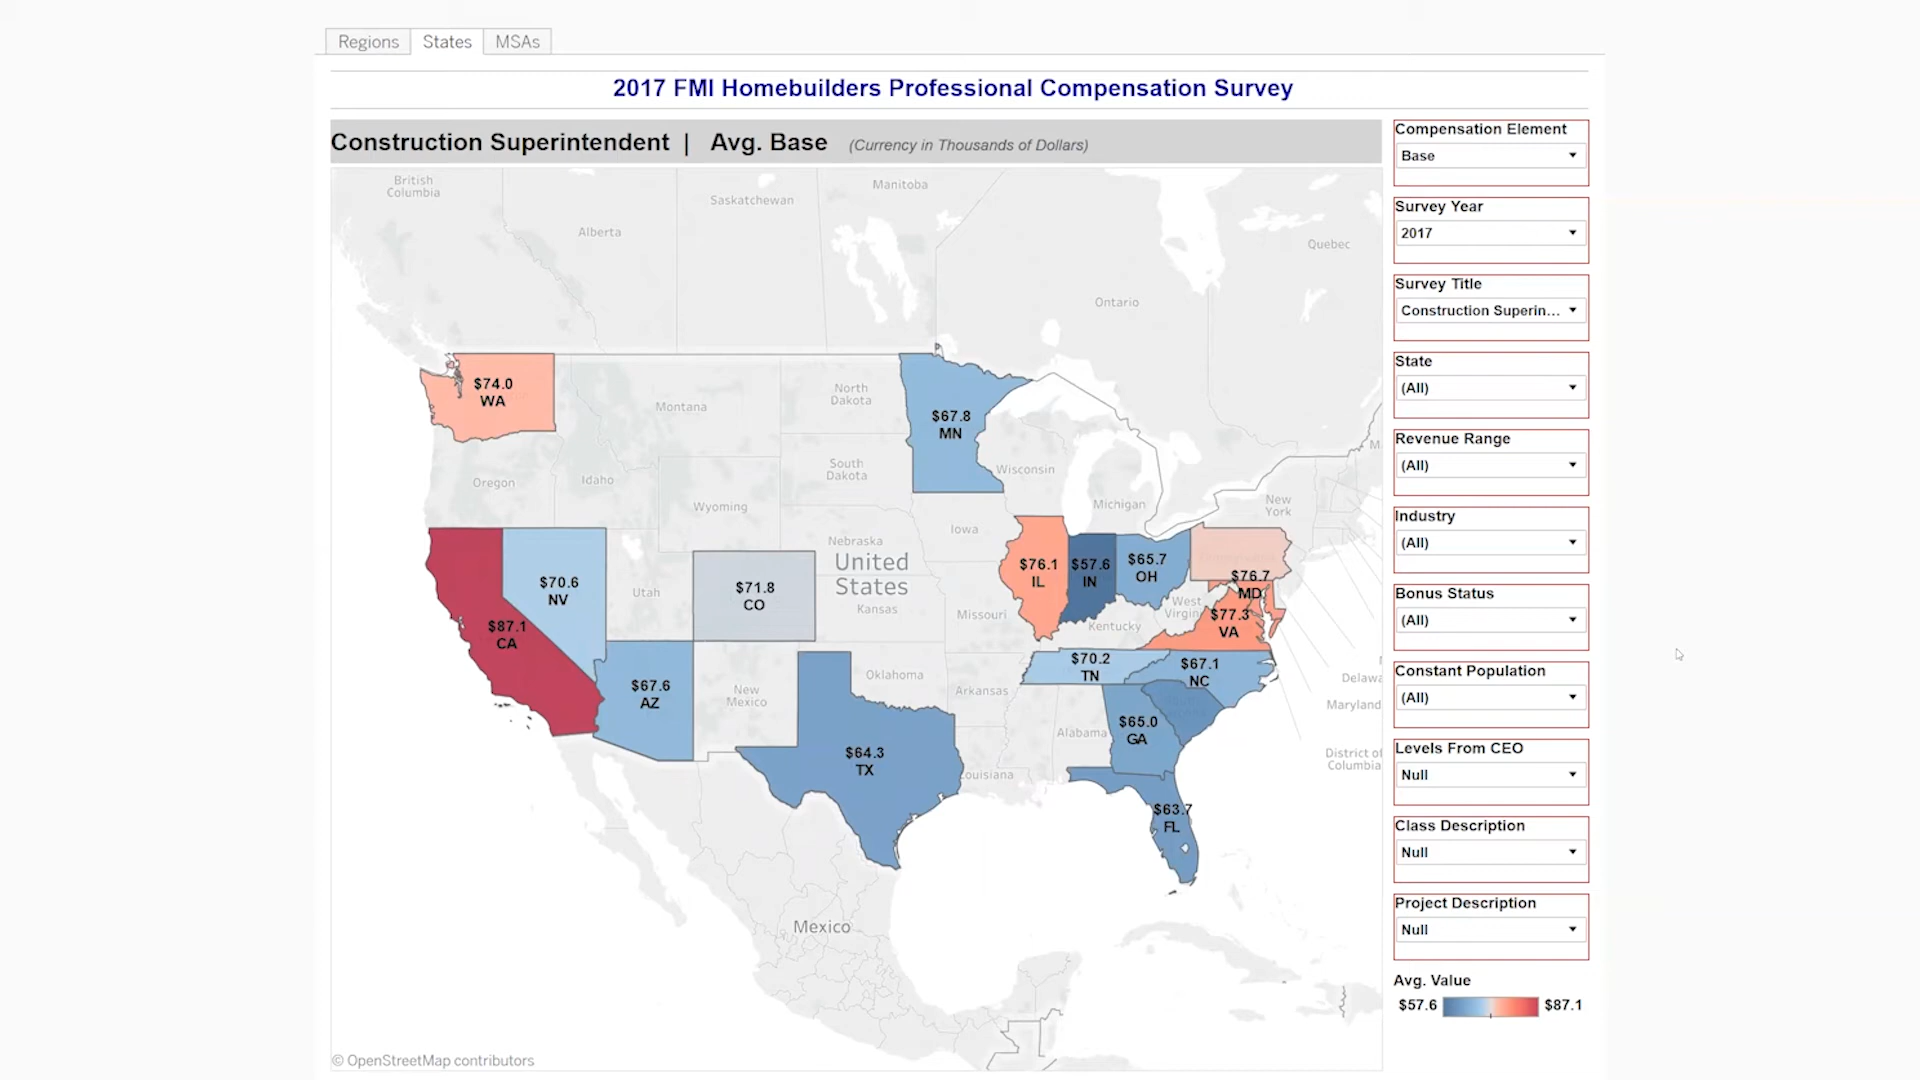 Regions
States
MSAs
2017 FMI Homebuilders Professional Compensation Survey
Construction Superintendent | Avg. Base (Currency in Thousands of Dollars)
Compensation Element
Base
Survey Year
2017
Survey Title
Construction Superin...
State
(All)
Revenue Range
(All)
Industry
(All)
Bonus Status
(All)
Constant Population
(All)
Levels From CEO
Null
Class Description
Null
Project Description
Null
Avg. Value
$57.6
$87.1
British
Columbia
Alberta
Saskatchewan
Manitoba
Ontario
Quebec
$74.0
WA
Montana
North
Dakota
$67.8
MN
Oregon
Idaho
Wyoming
South
Dakota
Wisconsin
Michigan
New
York
Iowa
Nebraska
United
States
Kansas
$70.6
NV
Utah
$71.8
CO
$76.1
IL
$57.6
IN
$65.7
OH
$76.7
MD
$77.3
VA
West
Virgin
Missouri
Kentucky
$87.1
CA
$67.6
AZ
New
Mexico
Oklahoma
Arkansas
$70.2
TN
$67.1
NC
$65.0
GA
Alabama
$64.3
TX
ouisiana
$63.7
FL
Delawa
Maryland
District of
Columbia
M
Mexico
© OpenStreetMap contributors